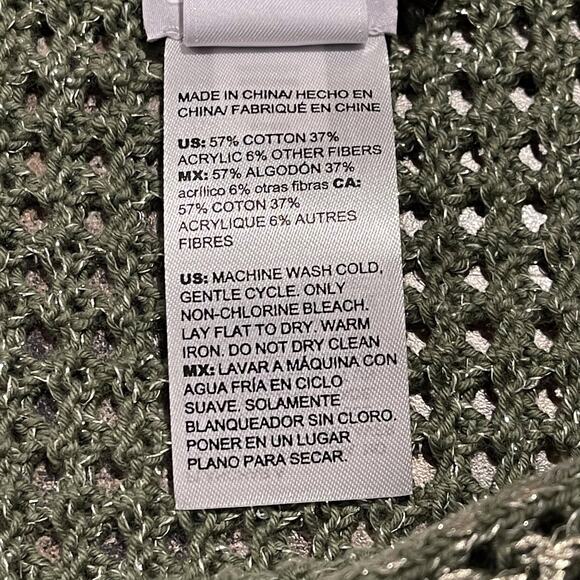 MADE IN CHINA/ HECHO EN
CHINA/ FABRIQUÉ EN CHINE
US: 57% COTTON 37%
ACRYLIC 6% OTHER FIBERS
MX: 57% ALGODÓN 37%
acrílico 6% otras fibras CA:
57% COTON 37%
ACRYLIQUE 6% AUTRES
FIBRES
US: MACHINE WASH COLD,
GENTLE CYCLE. ONLY
NON-CHLORINE BLEACH.
LAY FLAT TO DRY. WARM
IRON. DO NOT DRY CLEAN
MX: LAVAR A MÁQUINA CON
AGUA FRÍA EN CICLO
SUAVE. SOLAMENTE
BLANQUEADOR SIN CLORO.
PONER EN UN LUGAR
PLANO PARA SECAR.